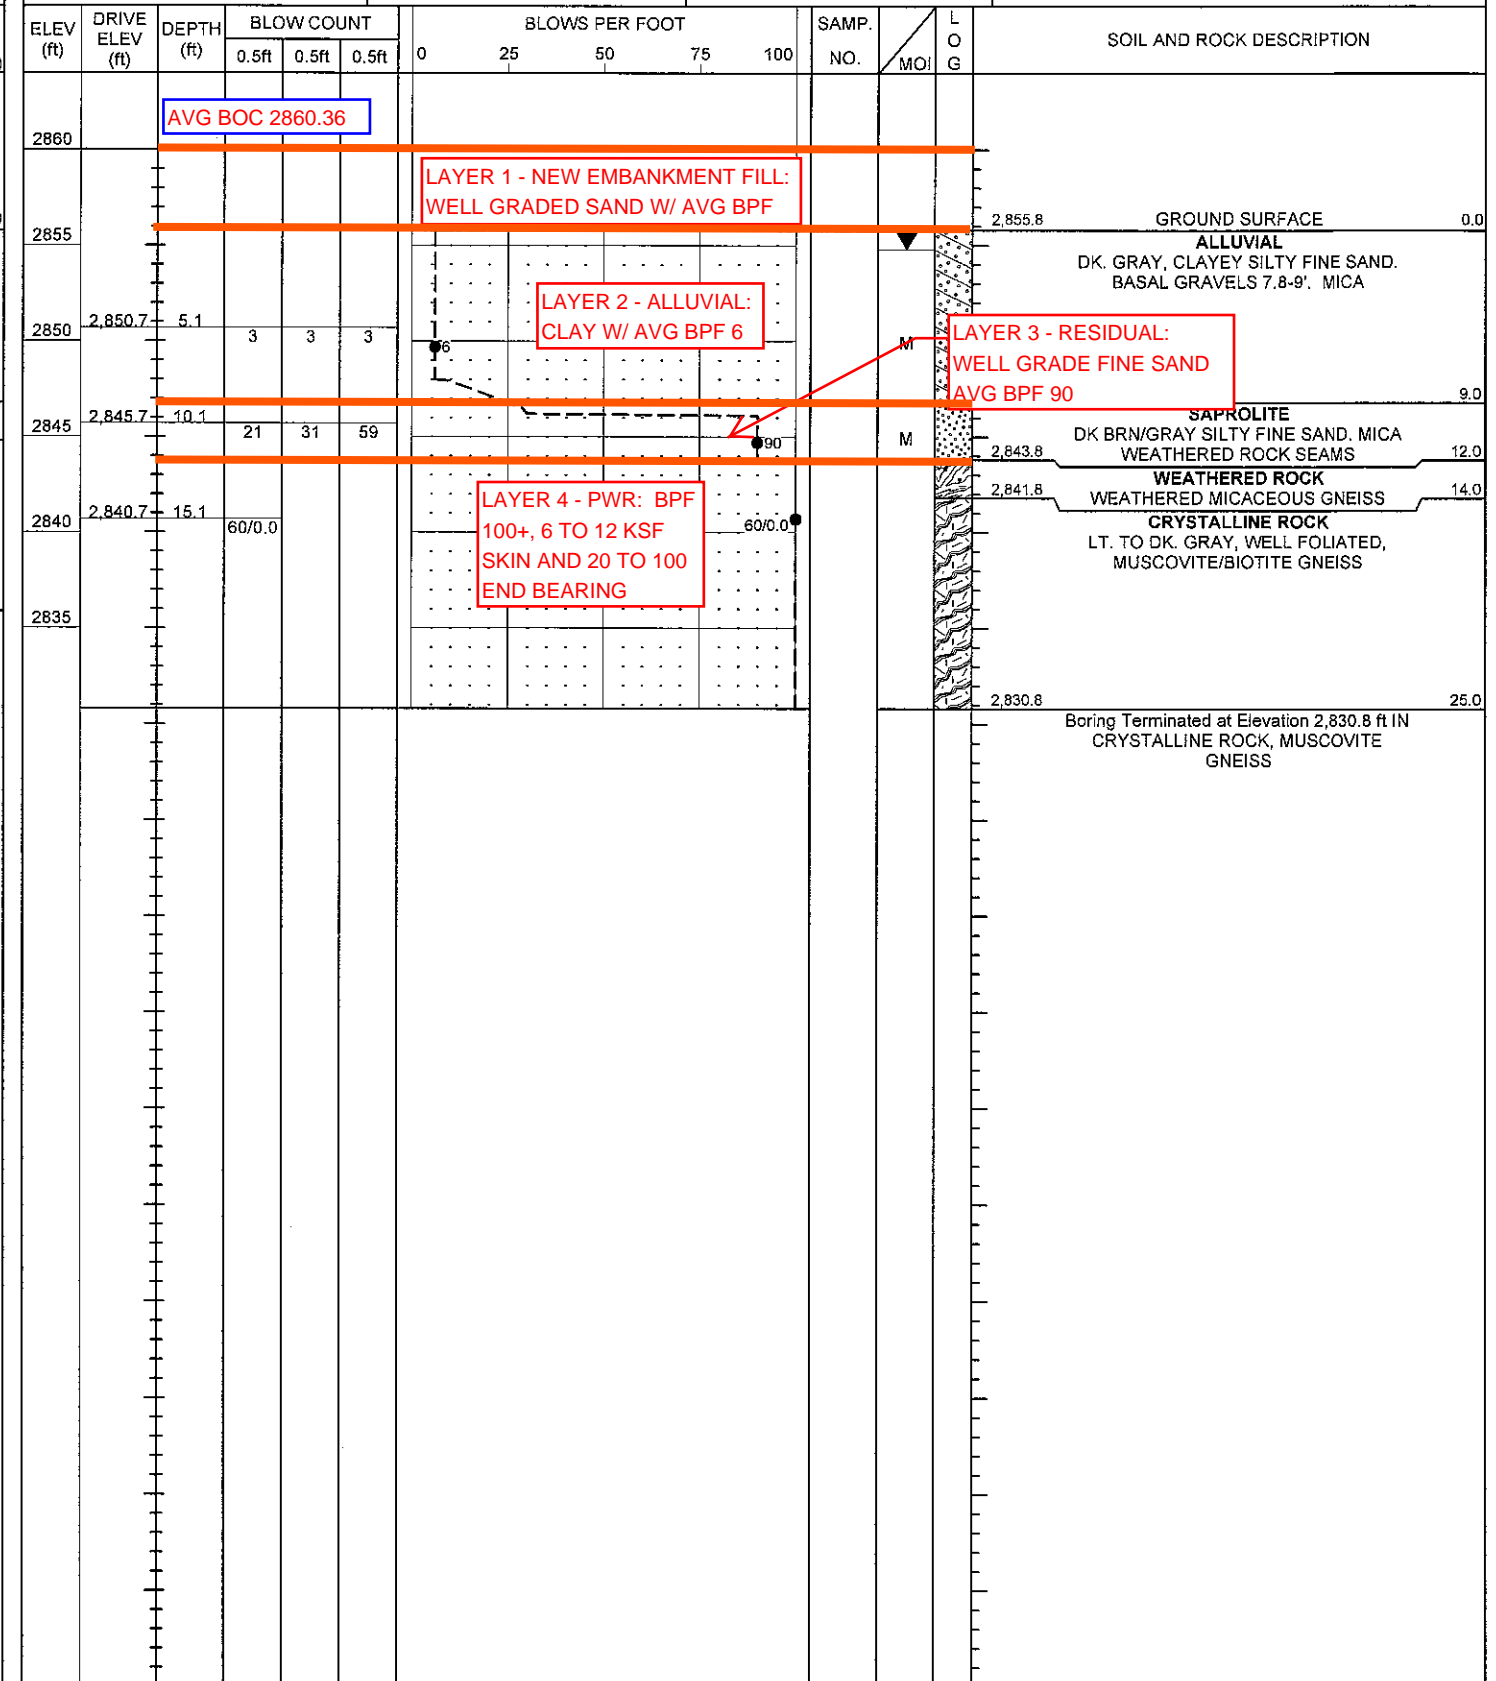 ELEV (ft) DRIVE ELEV (ft) DEPTH (ft) BLOW COUNT BLOWS PER FOOT SAMP. NO. MOI LOG SOIL AND ROCK DESCRIPTION
0.5ft 0.5ft 0.5ft 0 25 50 75 100
AVG BOC 2860.36
2860
LAYER 1 - NEW EMBANKMENT FILL:
WELL GRADED SAND W/ AVG BPF
2,855.8 GROUND SURFACE 0.0
2855
ALLUVIAL
DK. GRAY, CLAYEY SILTY FINE SAND.
BASAL GRAVELS 7.8-9'. MICA
LAYER 2 - ALLUVIAL:
CLAY W/ AVG BPF 6
2850 2,850.7 5.1
3 3 3
6
M
LAYER 3 - RESIDUAL:
WELL GRADE FINE SAND
AVG BPF 90
9.0
2845 2,845.7 10.1
21 31 59
90
M
SAPROLITE
DK BRN/GRAY SILTY FINE SAND. MICA
WEATHERED ROCK SEAMS
2,843.8 12.0
WEATHERED ROCK
WEATHERED MICACEOUS GNEISS
2,841.8 14.0
LAYER 4 - PWR: BPF
100+, 6 TO 12 KSF
SKIN AND 20 TO 100
END BEARING
2840 2,840.7 15.1
60/0.0
60/0.0
CRYSTALLINE ROCK
LT. TO DK. GRAY, WELL FOLIATED,
MUSCOVITE/BIOTITE GNEISS
2835
2,830.8 25.0
Boring Terminated at Elevation 2,830.8 ft IN
CRYSTALLINE ROCK, MUSCOVITE
GNEISS